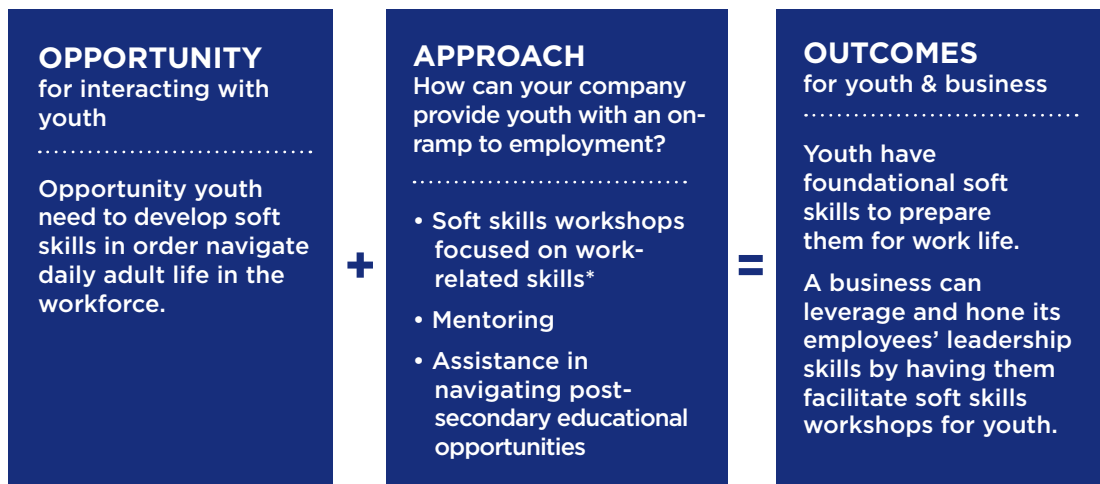 OPPORTUNITY
for interacting with
youth
Opportunity youth
need to develop soft
skills in order navigate
daily adult life in the
workforce.
+
APPROACH
How can your company
provide youth with an on-
ramp to employment?
• Soft skills workshops
focused on work-
related skills*
• Mentoring
• Assistance in
navigating post-
secondary educational
opportunities
=
OUTCOMES
for youth & business
Youth have
foundational soft
skills to prepare
them for work life.
A business can
leverage and hone its
employees’ leadership
skills by having them
facilitate soft skills
workshops for youth.